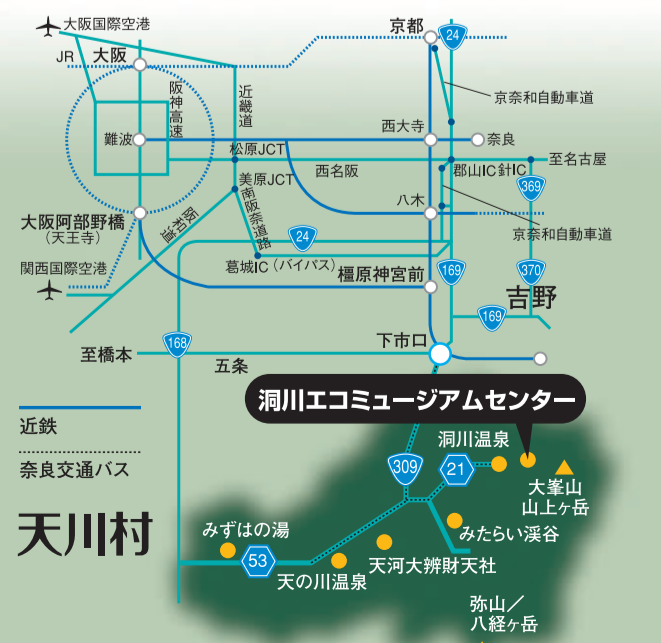 大阪国際空港
京都
24
JR
大阪
阪神高速
近畿道
京奈和自動車道
難波
西大寺
奈良
松原JCT
西名阪
郡山IC
針IC
至名古屋
美原JCT
369
八木
南阪奈道路
大阪阿部野橋
(天王寺)
阪和道
24
京奈和自動車道
関西国際空港
葛城IC
(バイパス)
橿原神宮前
169
370
吉野
169
168
下市口
至橋本
五条
洞川エコミュージアムセンター
近鉄
奈良交通バス
洞川温泉
309
21
大峯山
山上ヶ岳
天川村
みずはの湯
みたらい渓谷
53
天の川温泉
天河大辨財天社
弥山/
八経ヶ岳